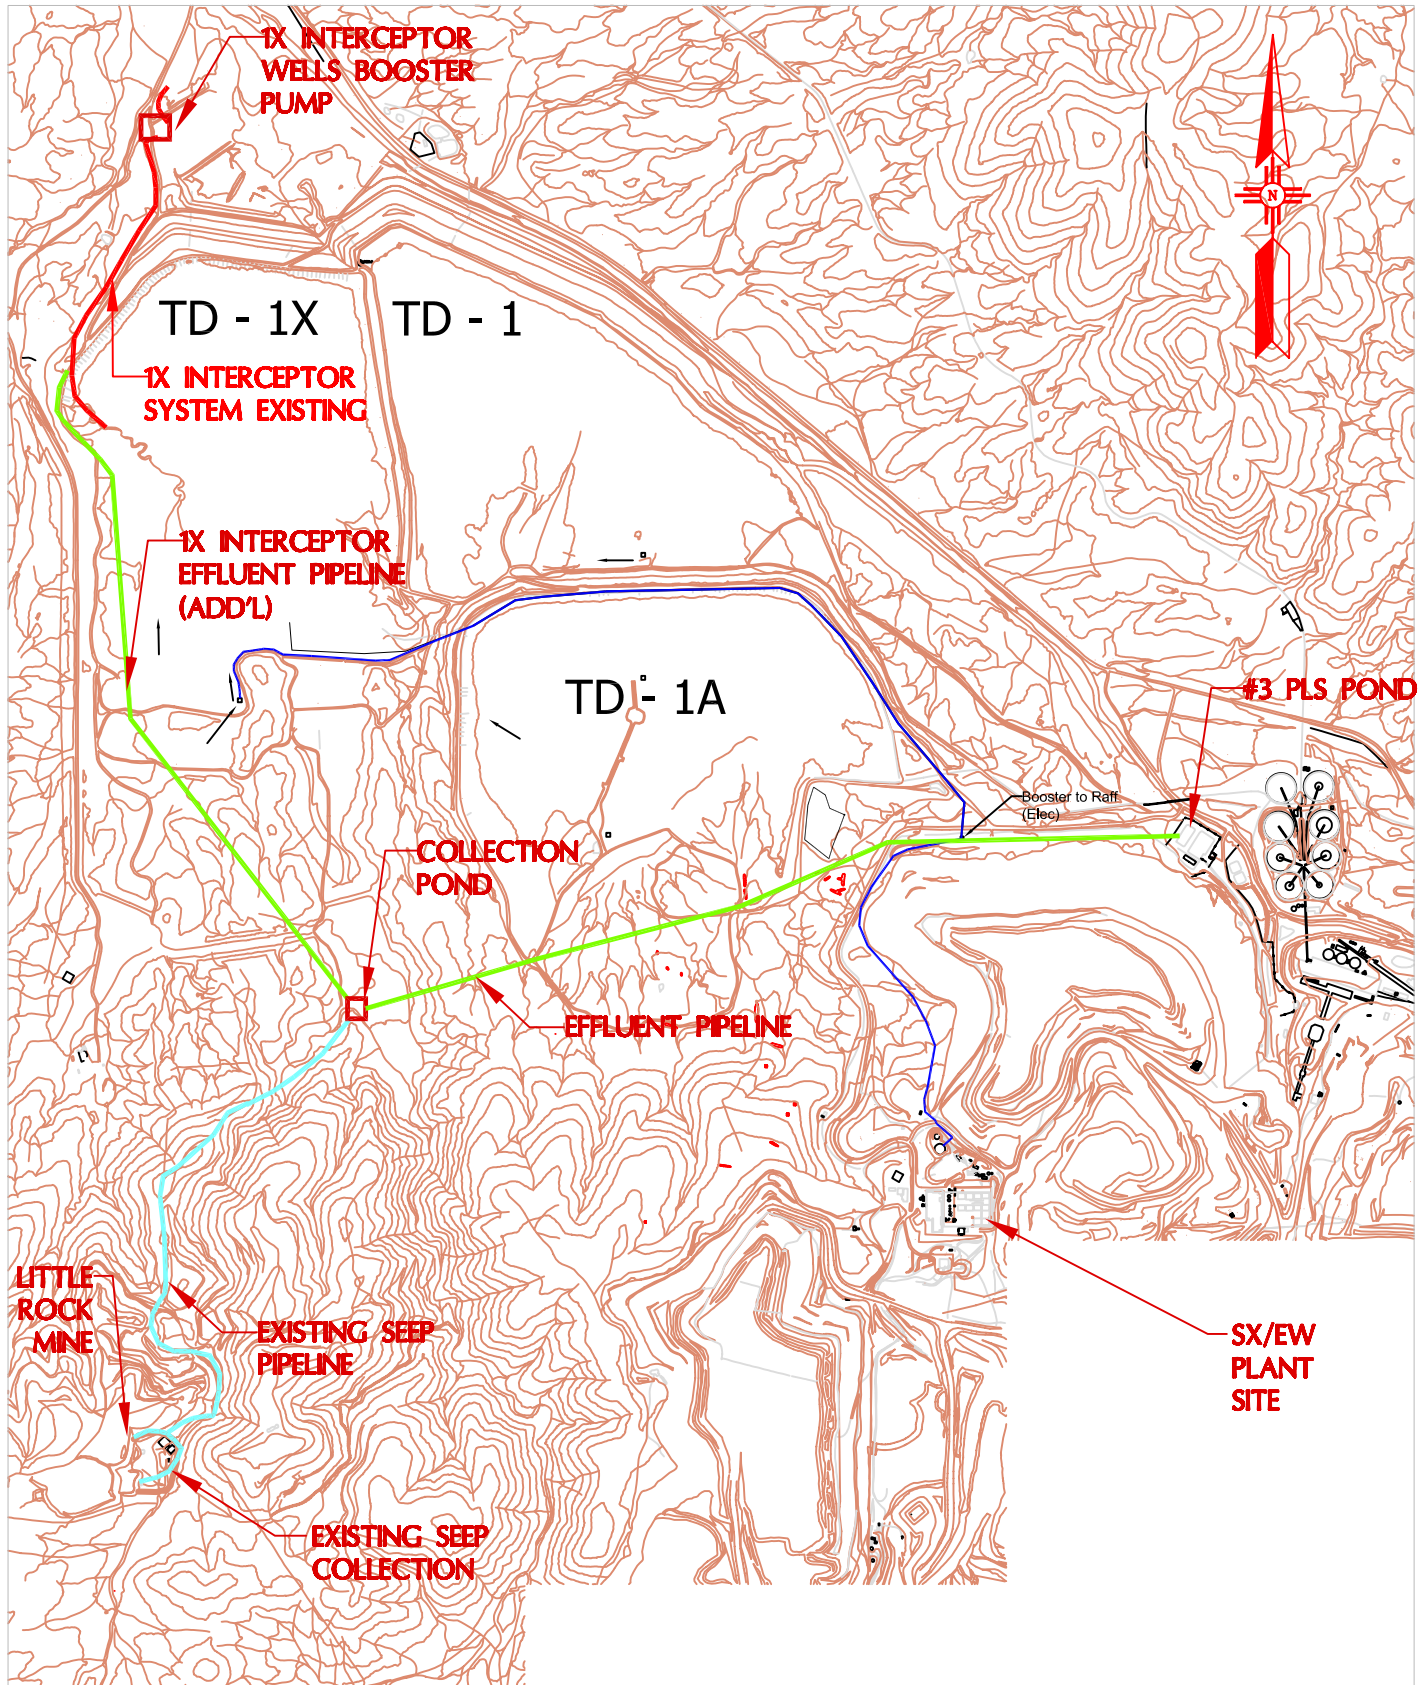 1X INTERCEPTOR
WELLS BOOSTER
PUMP
N
TD - 1X
TD - 1
1X INTERCEPTOR
SYSTEM EXISTING
1X INTERCEPTOR
EFFLUENT PIPELINE
(ADD'L)
TD - 1A
#3 PLS POND
Booster to Raff
(Elec)
COLLECTION
POND
EFFLUENT PIPELINE
LITTLE
ROCK
MINE
EXISTING SEEP
PIPELINE
SX/EW
PLANT
SITE
EXISTING SEEP
COLLECTION